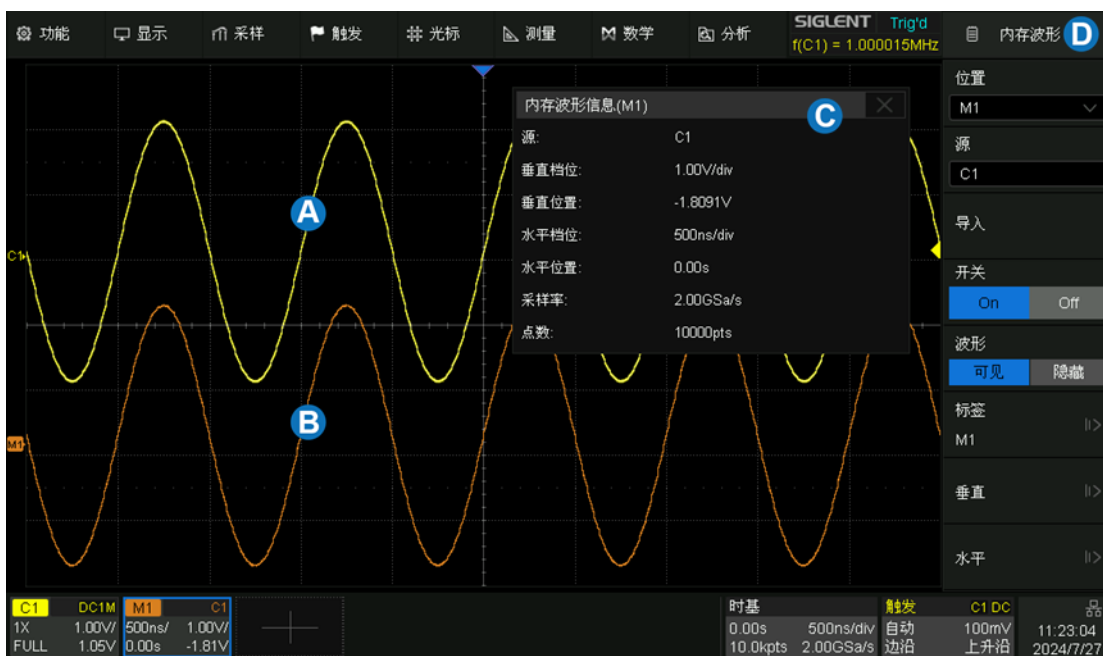 功能 显示 采样 触发 光标 测量 数学 分析 SIGLENT Trig'd
f(C1) = 1.000015MHz
内存波形 D
内存波形信息(M1) C
源: C1
垂直档位: 1.00V/div
垂直位置: -1.8091V
水平档位: 500ns/div
水平位置: 0.00s
采样率: 2.00GSa/s
点数: 10000pts
A
B
C1
M1
位置
M1
源
C1
导入
开关
On Off
波形
可见 隐藏
标签
M1
垂直
水平
C1 DC1M
1X 1.00V/
FULL 1.05V
M1 C1
500ns/ 1.00V/
0.00s -1.81V
时基
0.00s 500ns/div
10.0kpts 2.00GSa/s
触发 C1 DC
自动 100mV
边沿 上升沿
11:23:04
2024/7/27